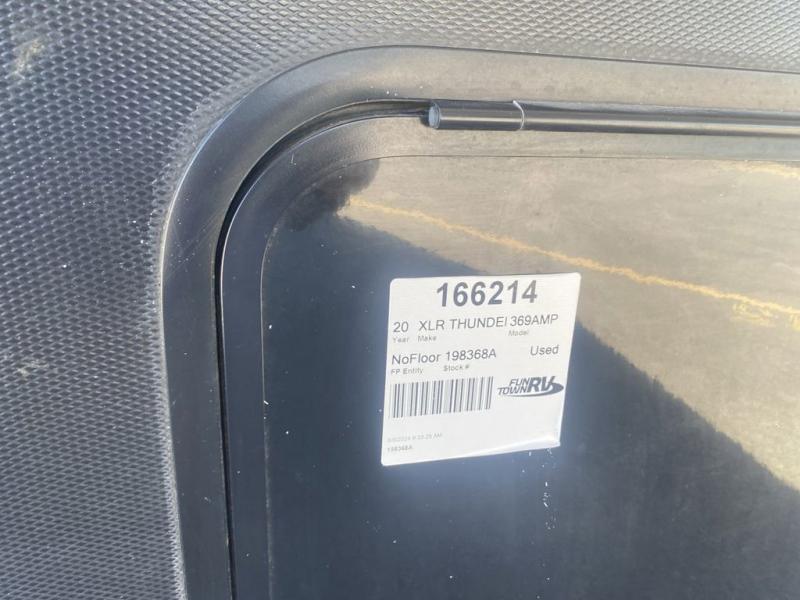 166214
20 XLR THUNDEI 369AMP
Year Make Model
NoFloor 198368A Used
FP Entity Stock #
FUN TOWN RV
198368A